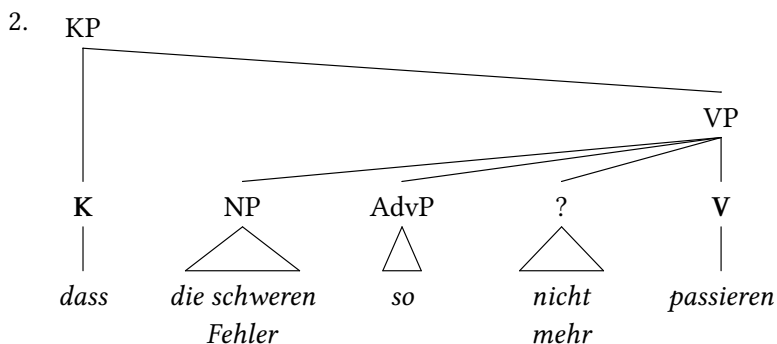 2.
KP
VP
K NP AdvP ? V
dass die schweren so nicht passieren
Fehler mehr